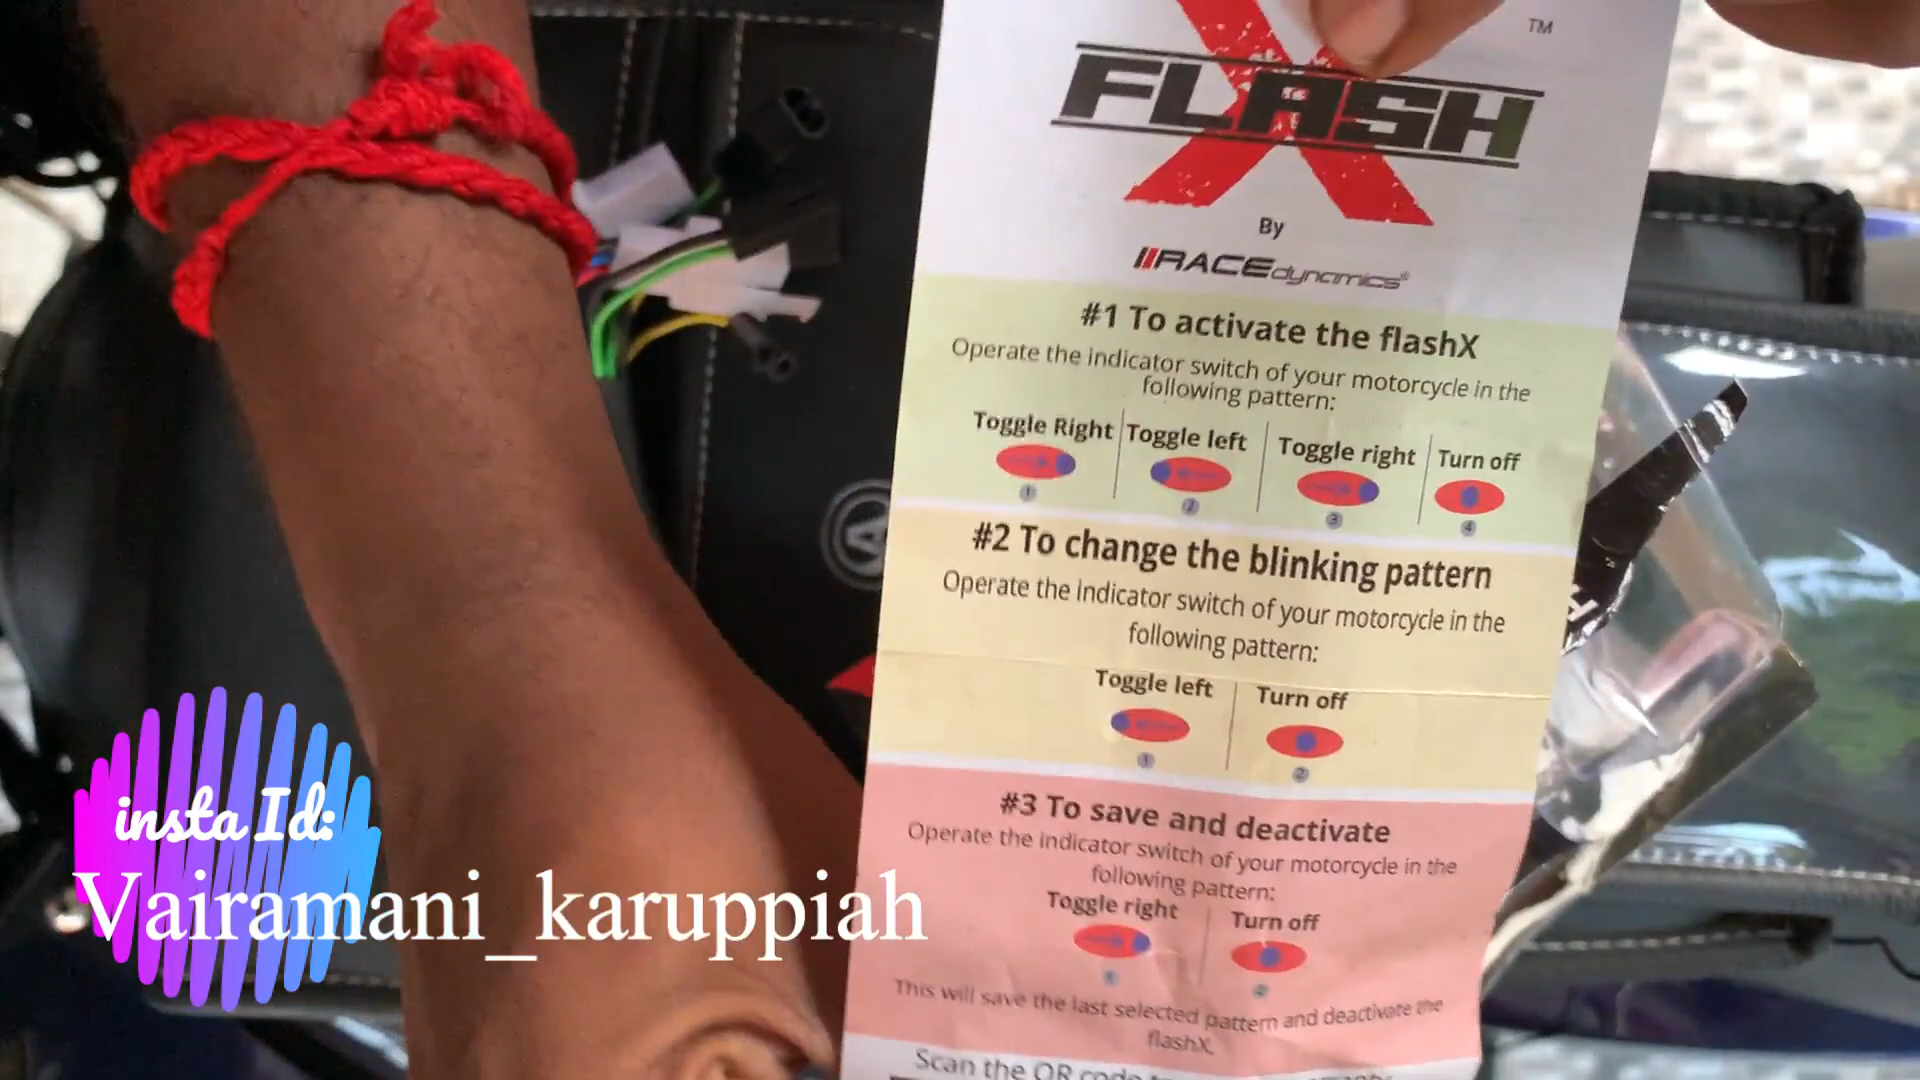 FLASH X
TM
By
RACEdynamics®
#1 To activate the flashX
Operate the indicator switch of your motorcycle in the
following pattern:
Toggle Right Toggle left Toggle right Turn off
1 2 3 4
#2 To change the blinking pattern
Operate the indicator switch of your motorcycle in the
following pattern:
Toggle left Turn off
1 2
#3 To save and deactivate
Operate the indicator switch of your motorcycle in the
following pattern:
Toggle right Turn off
1 2
This will save the last selected pattern and deactivate the
flashX.
Scan the QR code
insta Id:
Vairamani_karuppiah